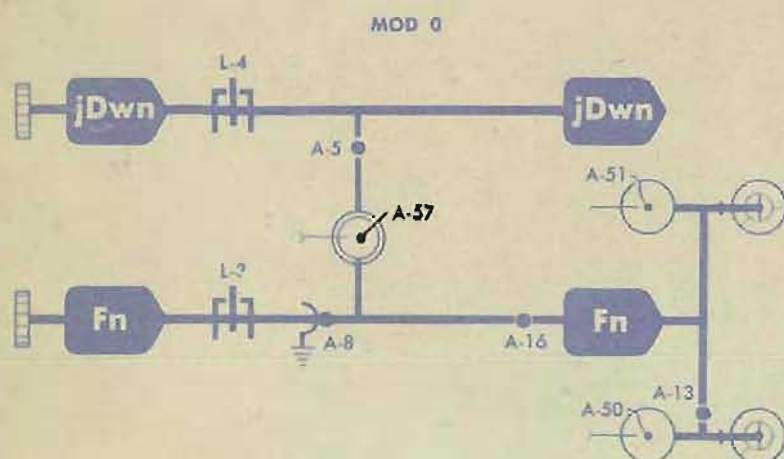 MOD 0
L-4
jDwn
jDwn
A-5
A-51
A-57
L-2
Fn
Fn
A-8
A-16
A-13
A-50